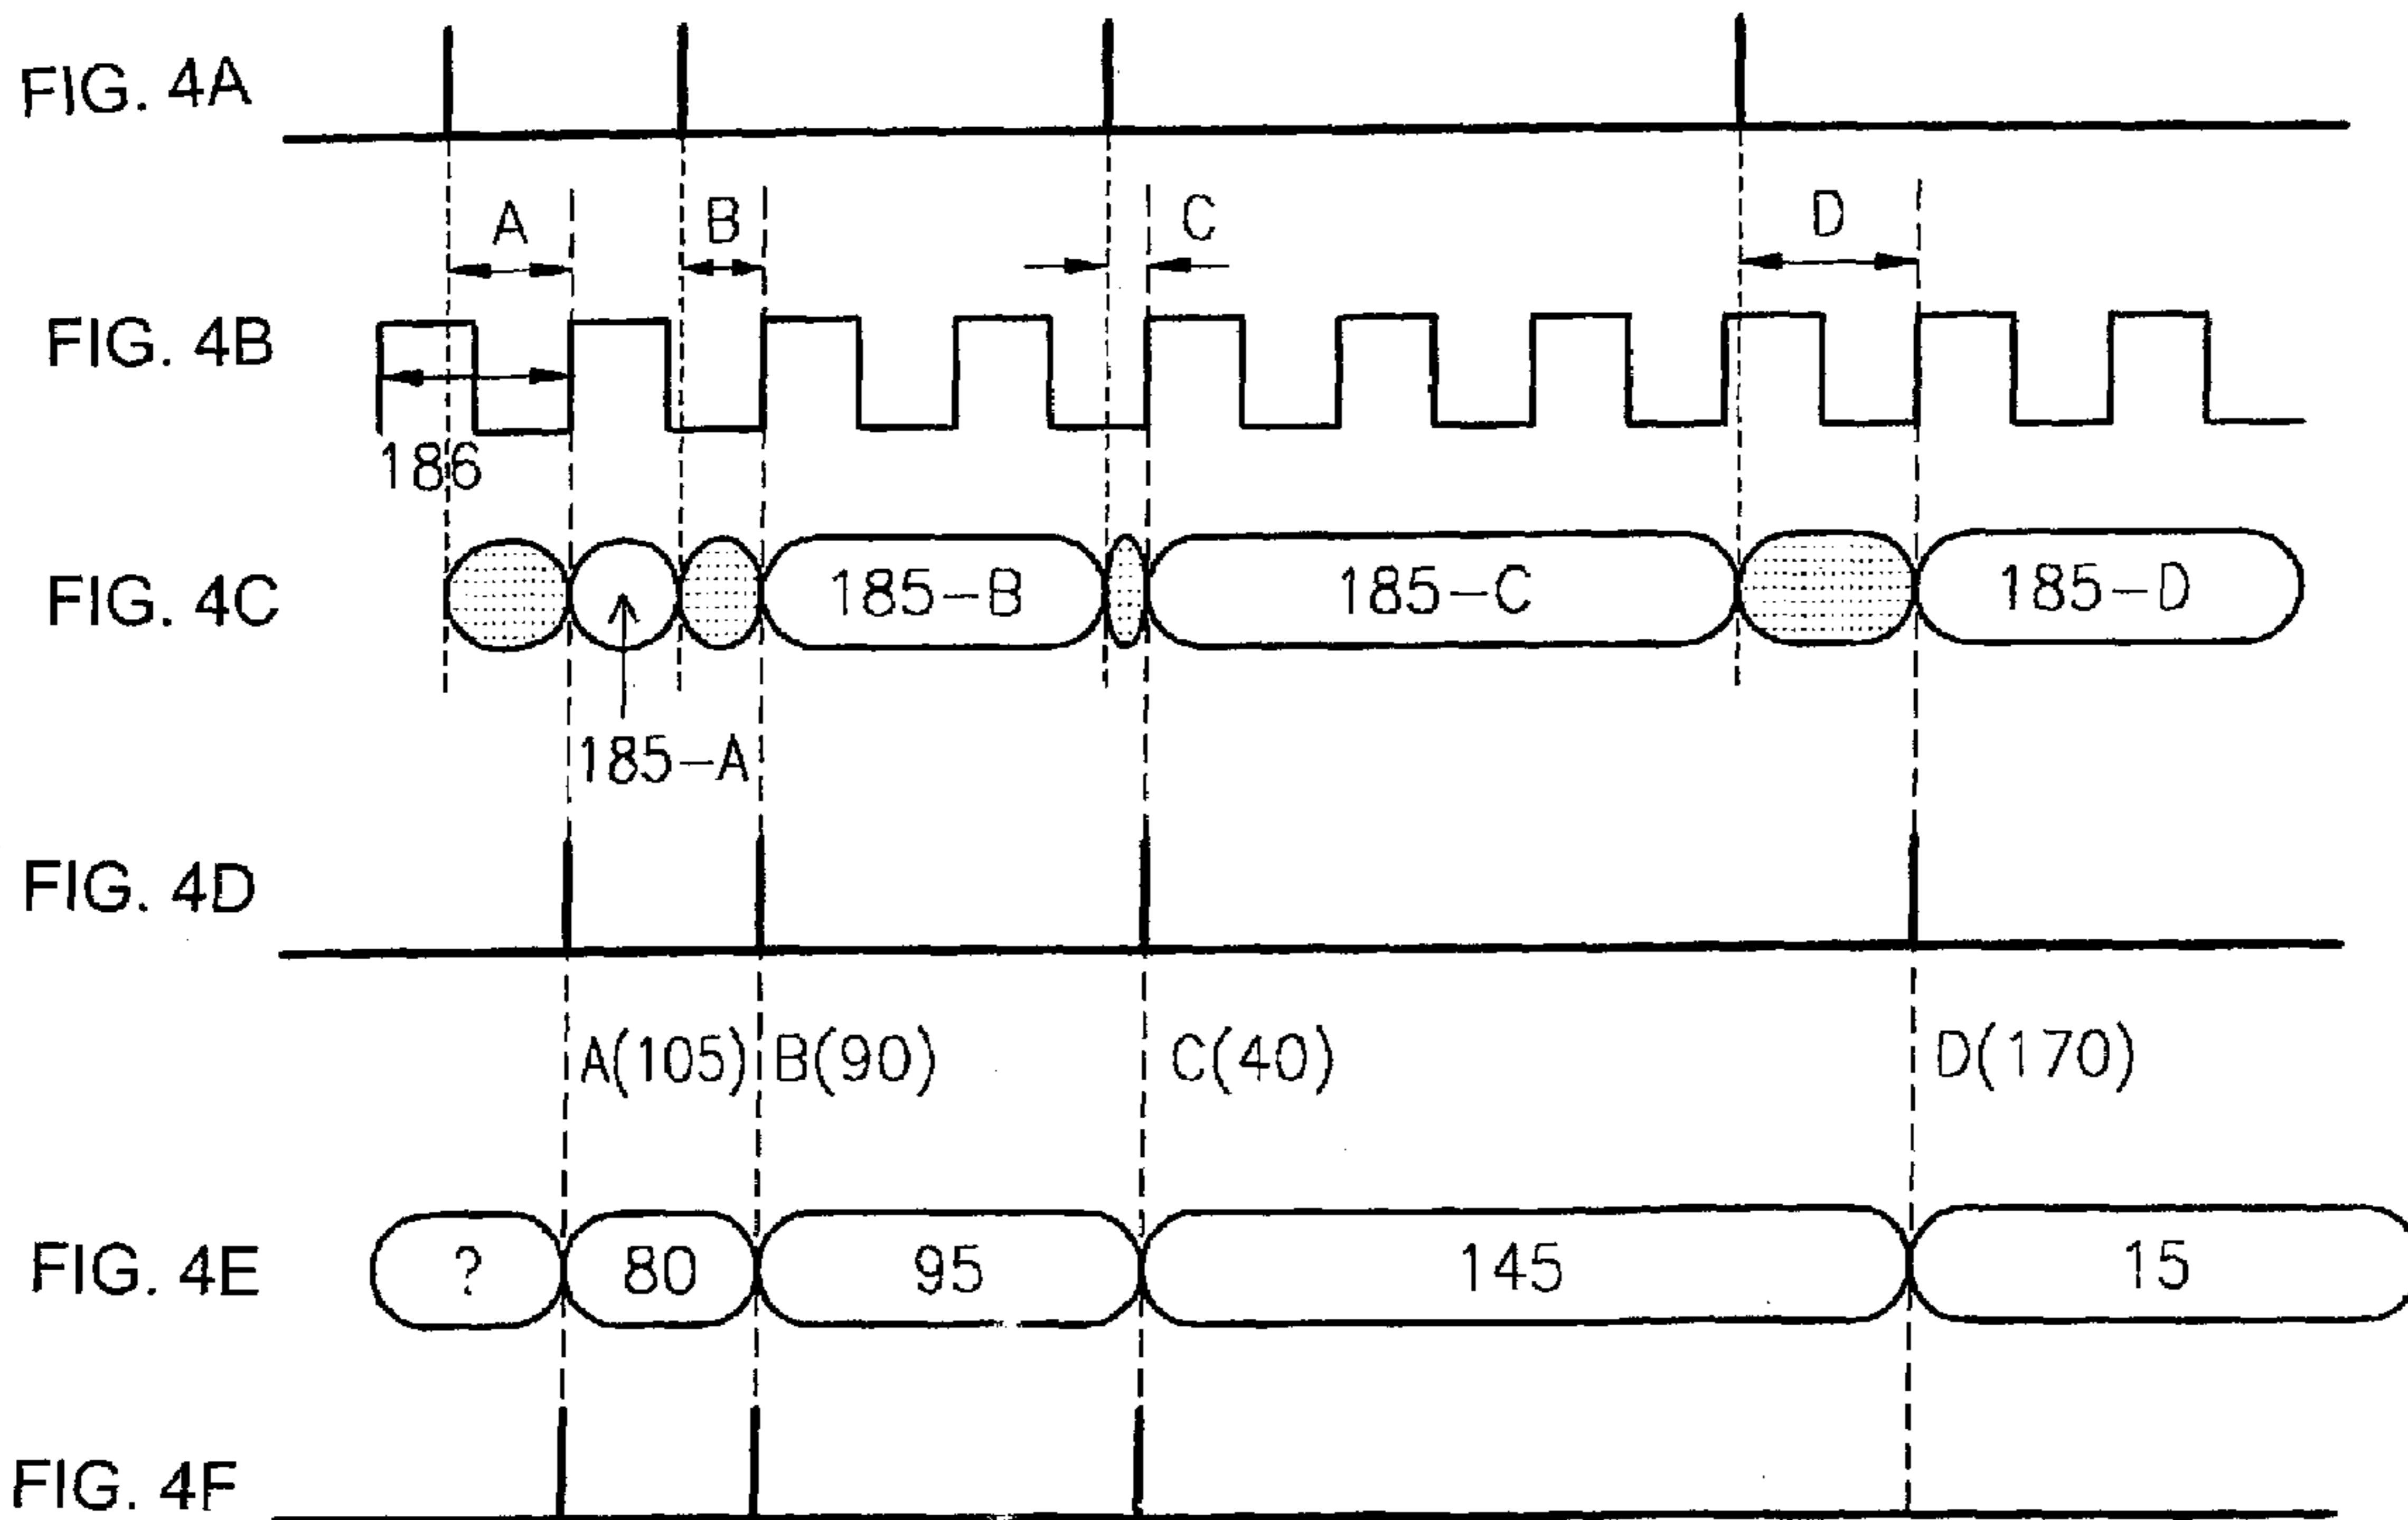 FIG. 4A
A B C D
FIG. 4B
186
FIG. 4C
185-B 185-C 185-D
185-A
FIG. 4D
A(105) B(90) C(40) D(170)
FIG. 4E
? 80 95 145 15
FIG. 4F